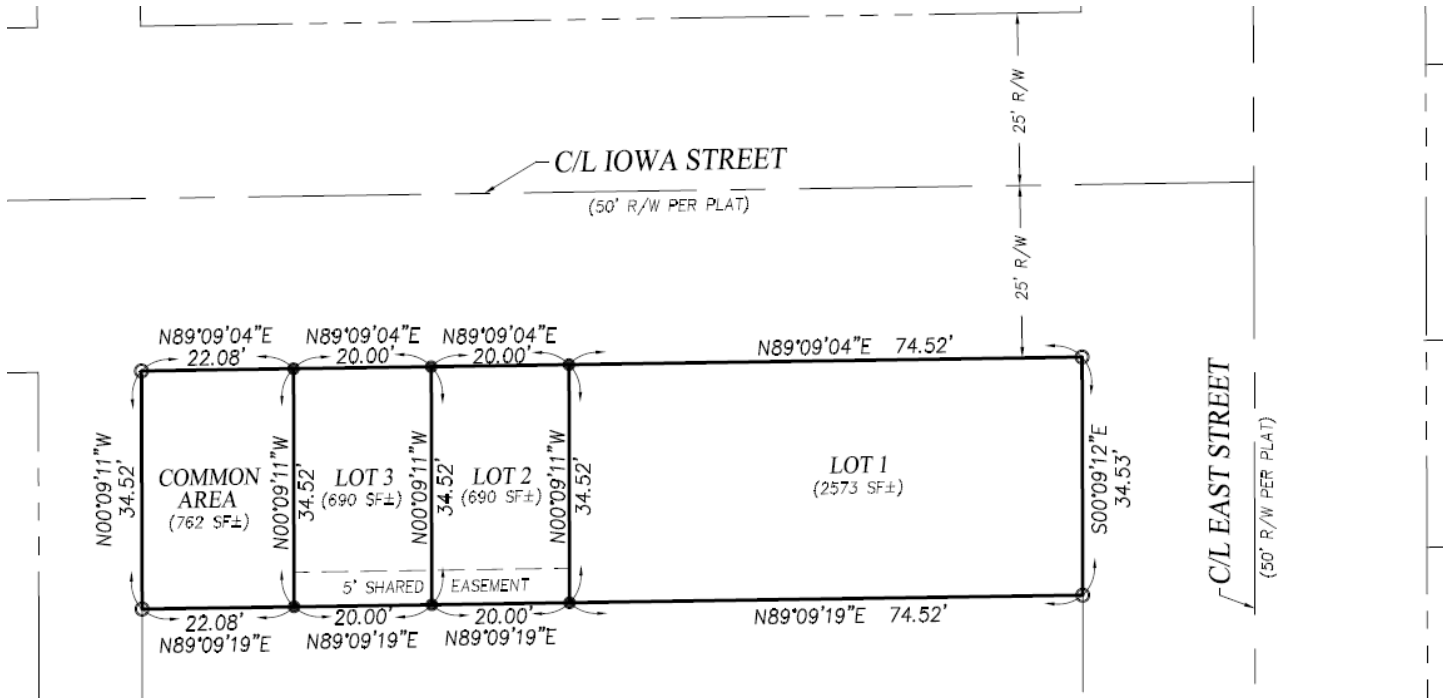 25' R/W
C/L IOWA STREET
(50' R/W PER PLAT)
25' R/W
N89°09'04"E
22.08'
N89°09'04"E
20.00'
N89°09'04"E
20.00'
N89°09'04"E 74.52'
N00°09'11"W
34.52'
COMMON
AREA
(762 SF±)
N00°09'11"W
34.52'
LOT 3
(690 SF±)
N00°09'11"W
34.52'
LOT 2
(690 SF±)
N00°09'11"W
34.52'
LOT 1
(2573 SF±)
S00°09'12"E
34.53'
C/L EAST STREET
(50' R/W PER PLAT)
5' SHARED EASEMENT
22.08'
N89°09'19"E
20.00'
N89°09'19"E
20.00'
N89°09'19"E
N89°09'19"E 74.52'